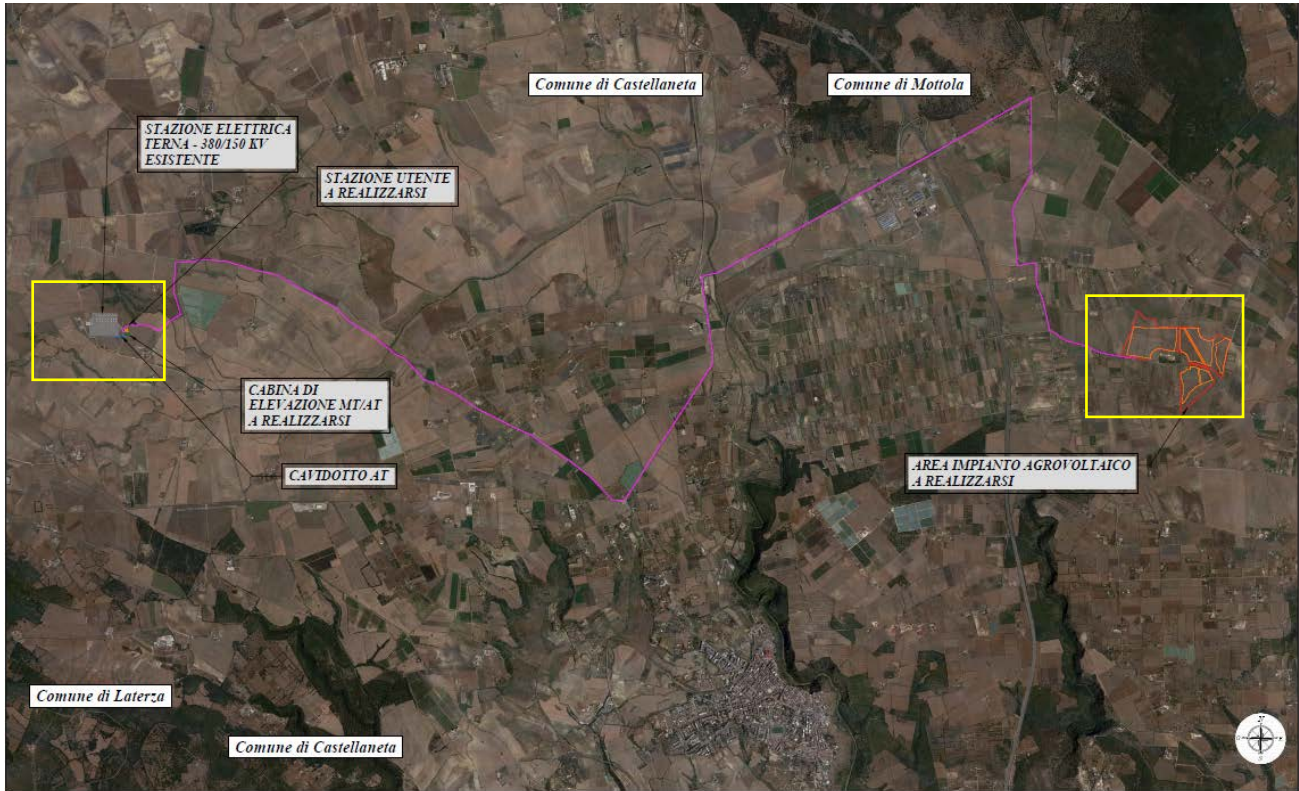 Comune di Castellaneta
Comune di Mottola
STAZIONE ELETTRICA
TERNA - 380/150 KV
ESISTENTE
STAZIONE UTENTE
A REALIZZARSI
CABINA DI
ELEVAZIONE MT/AT
A REALIZZARSI
CAVIDOTTO AT
AREA IMPIANTO AGROVOLTAICO
A REALIZZARSI
Comune di Laterza
Comune di Castellaneta